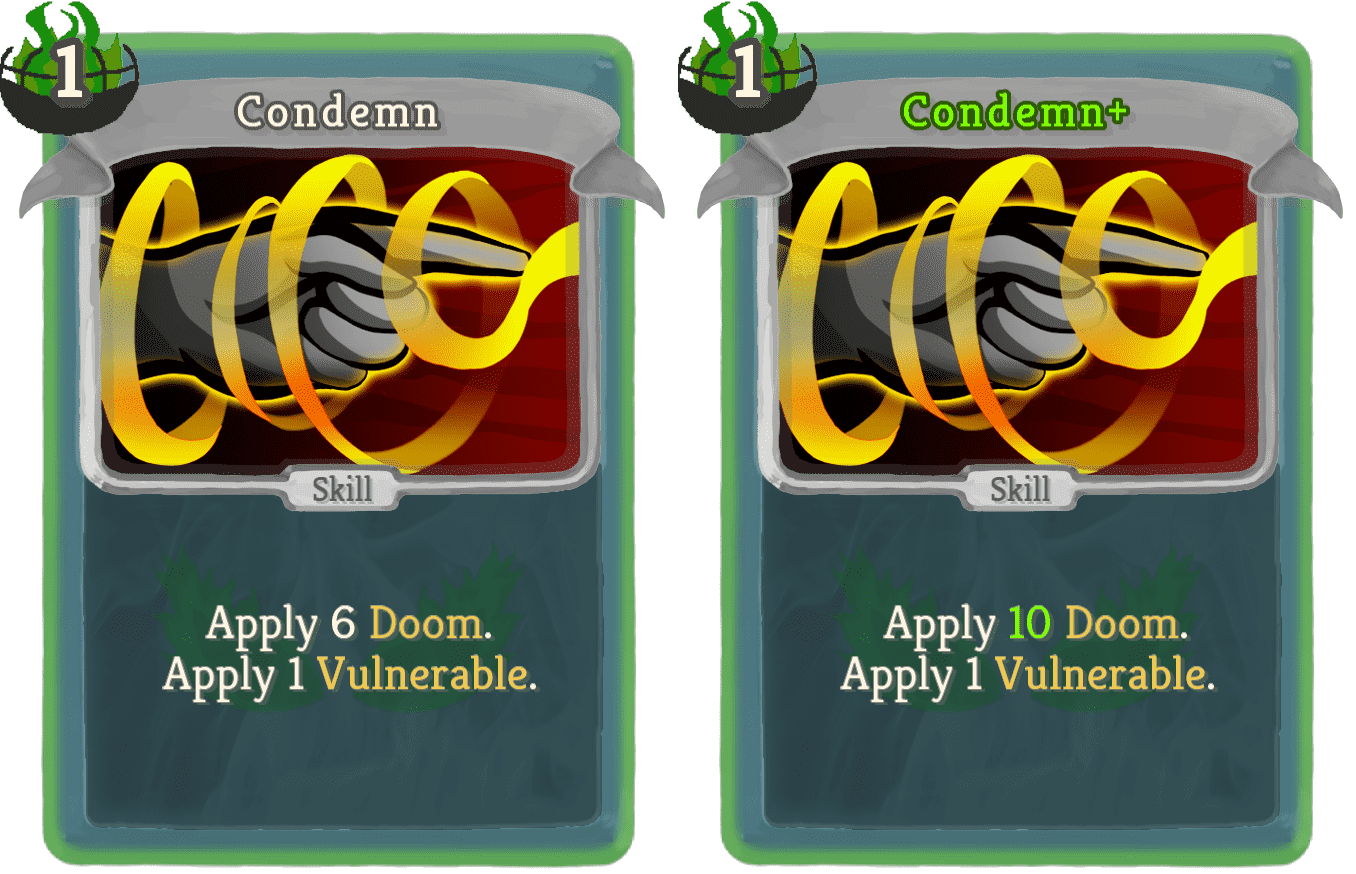 1
Condemn
Skill
Apply 6 Doom.
Apply 1 Vulnerable.
1
Condemn+
Skill
Apply 10 Doom.
Apply 1 Vulnerable.